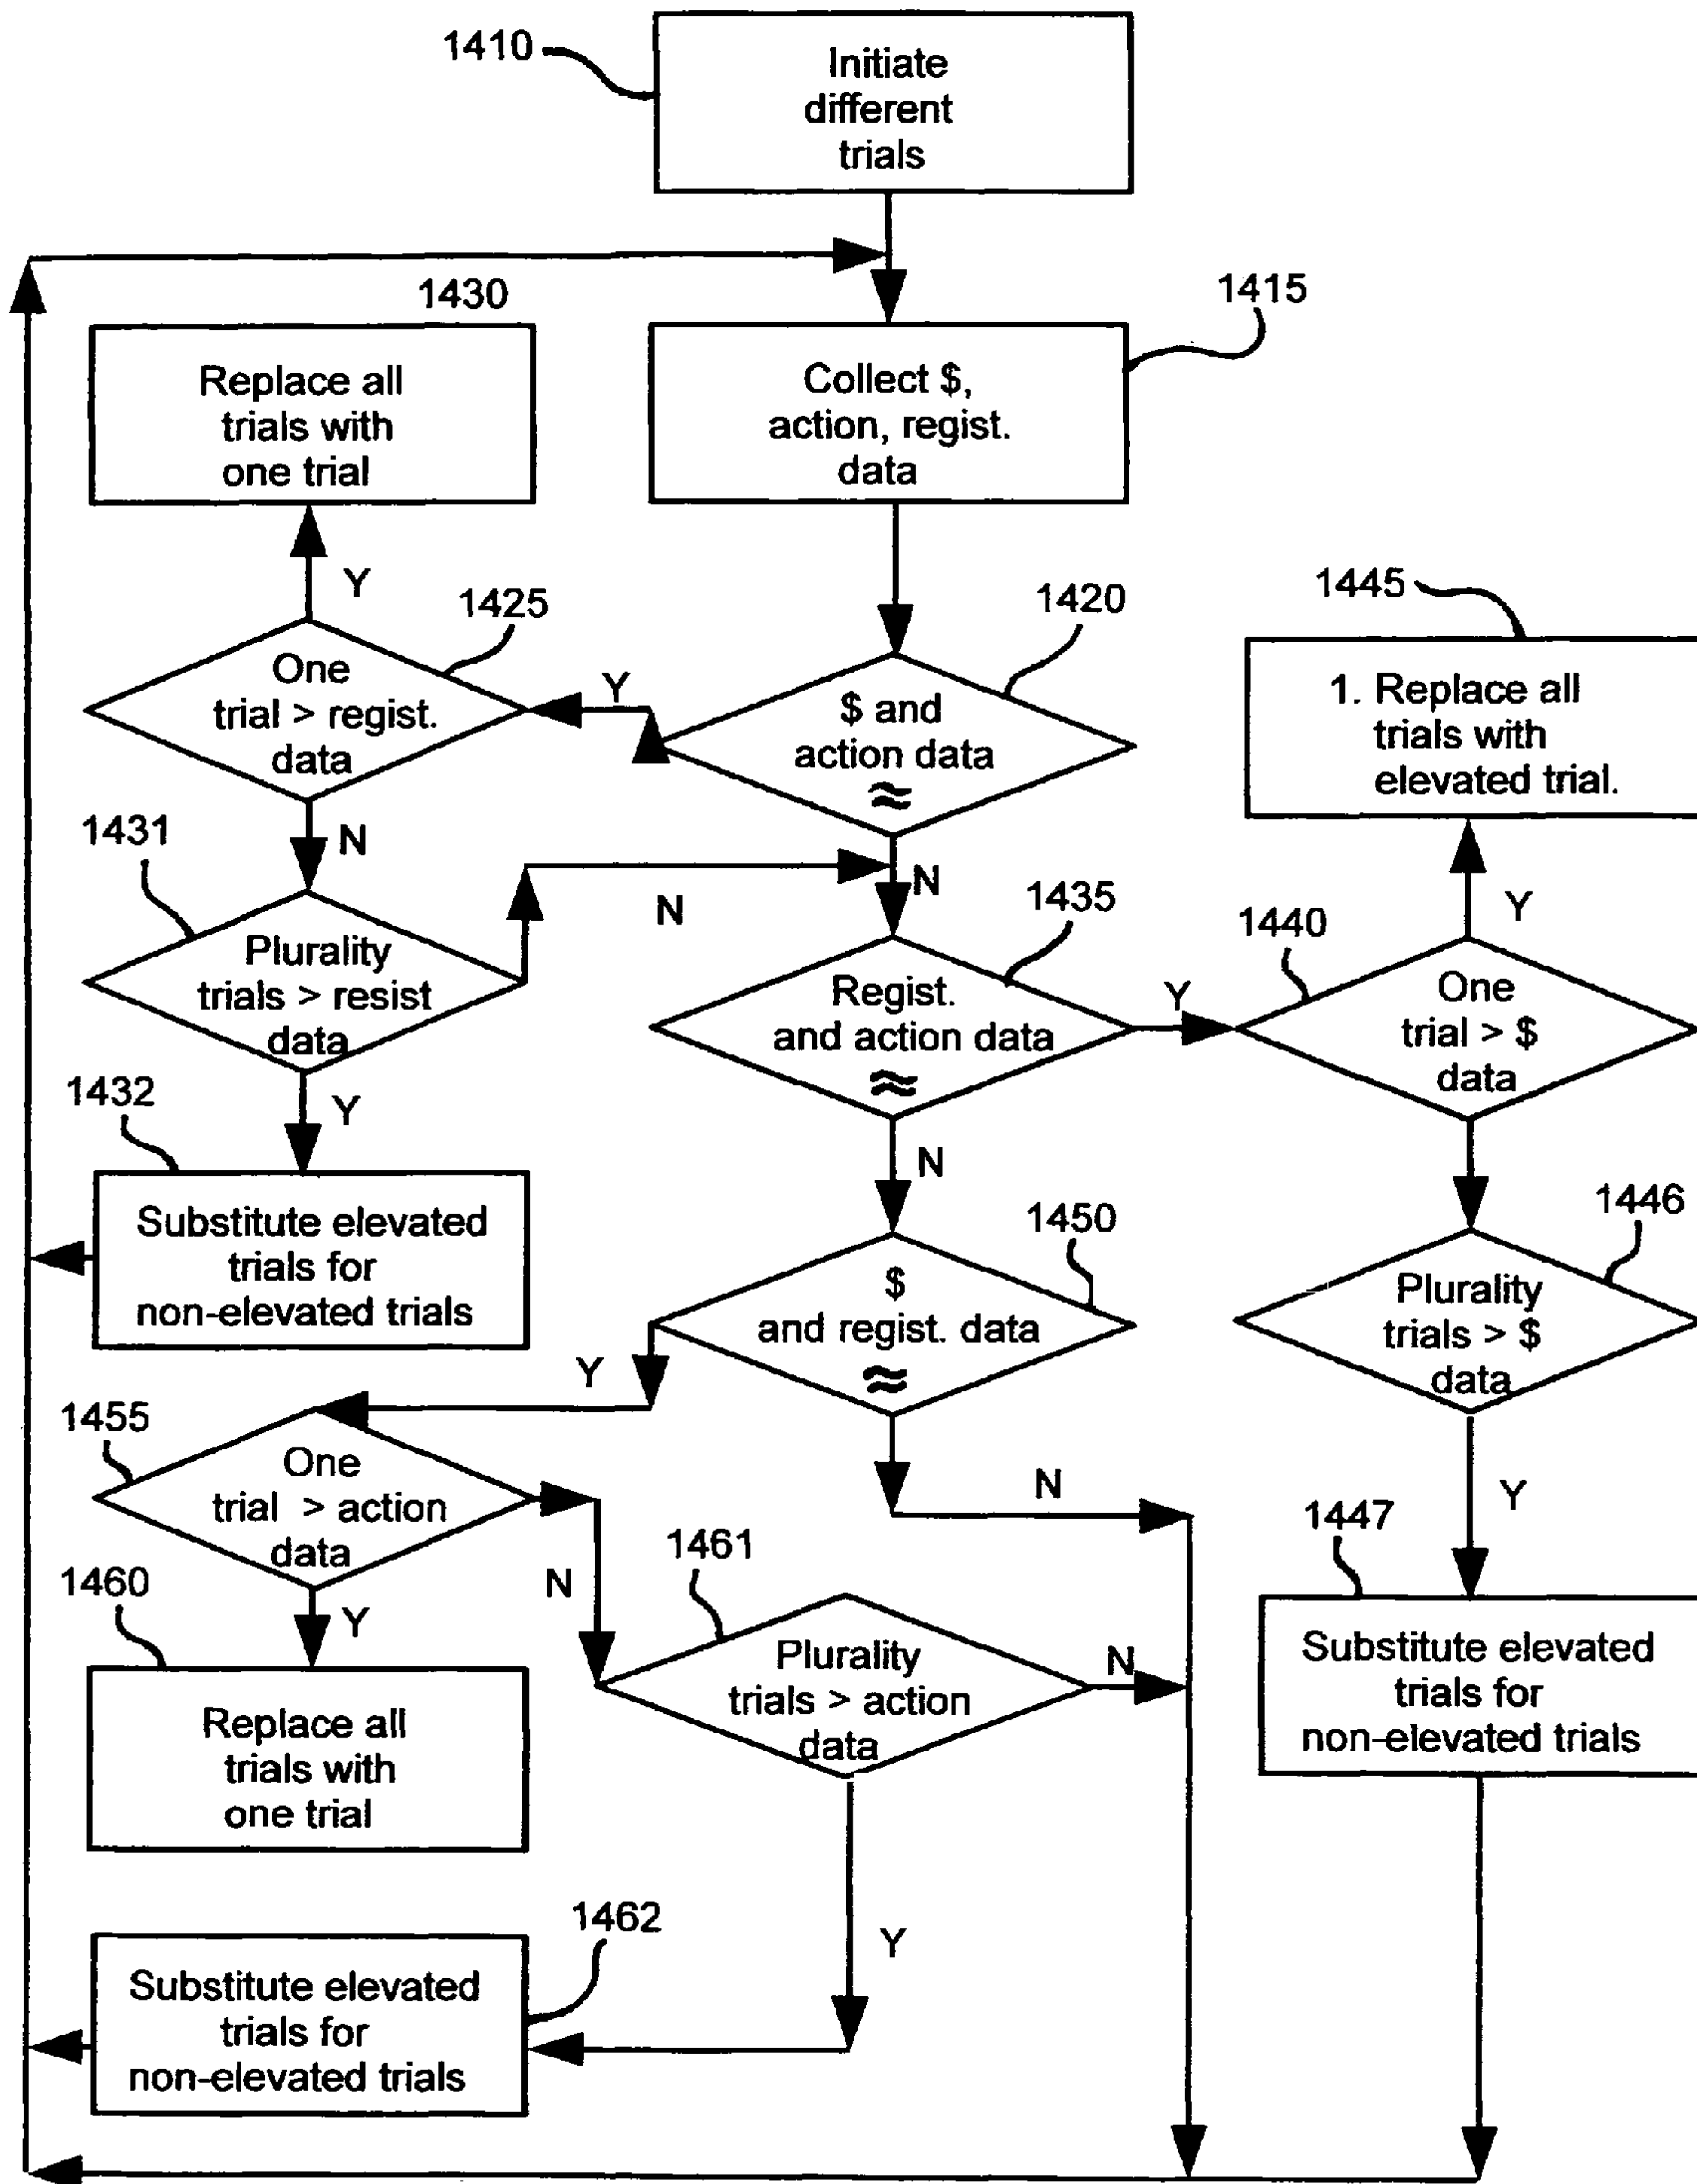 1410
Initiate
different
trials
1430
1415
Replace all
trials with
one trial
Collect $,
action, regist.
data
Y
1425
1420
1445
One
trial > regist.
data
Y
$ and
action data
≈
1. Replace all
trials with
elevated trial.
1431
N
N
N
1435
1440
Y
Plurality
trials > resist
data
Regist.
and action data
≈
Y
One
trial > $
data
1432
Y
N
1450
1446
Substitute elevated
trials for
non-elevated trials
$
and regist. data
≈
Plurality
trials > $
data
Y
1455
One
trial > action
data
N
Y
1447
1460
Y
N
1461
Plurality
trials > action
data
N
Substitute elevated
trials for
non-elevated trials
Replace all
trials with
one trial
1462
Y
Substitute elevated
trials for
non-elevated trials